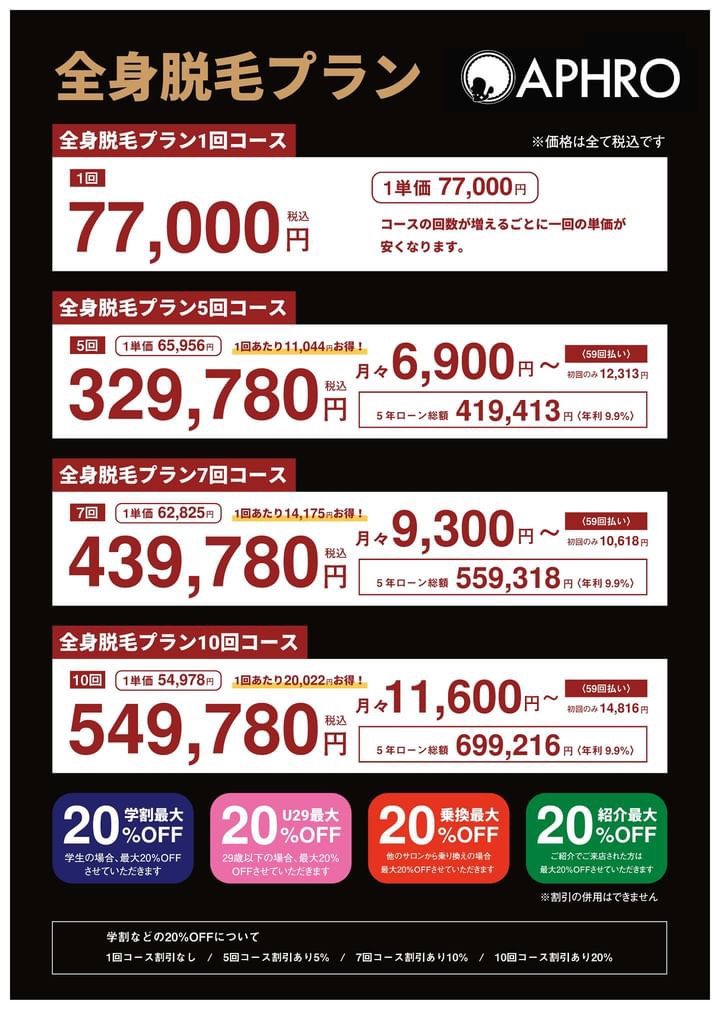 全身脱毛プラン
APHRO
全身脱毛プラン1回コース
※価格は全て税込です
1回
77,000円 税込
1単価 77,000円
コースの回数が増えるごとに一回の単価が
安くなります。
全身脱毛プラン5回コース
5回 1単価 65,956円 1回あたり11,044円お得！
329,780円 税込
月々6,900円〜
〈59回払い〉
初回のみ 12,313円
5年ローン総額 419,413円〈年利 9.9%〉
全身脱毛プラン7回コース
7回 1単価 62,825円 1回あたり14,175円お得！
439,780円 税込
月々9,300円〜
〈59回払い〉
初回のみ 10,618円
5年ローン総額 559,318円〈年利 9.9%〉
全身脱毛プラン10回コース
10回 1単価 54,978円 1回あたり20,022円お得！
549,780円 税込
月々11,600円〜
〈59回払い〉
初回のみ 14,816円
5年ローン総額 699,216円〈年利 9.9%〉
学割最大
20%OFF
学生の場合、最大20%OFF
させていただきます
U29最大
20%OFF
29歳以下の場合、最大20%
OFFさせていただきます
乗換最大
20%OFF
他のサロンから乗り換えの場合
最大20%OFFさせていただきます
紹介最大
20%OFF
ご紹介でご来店された方は
最大20%OFFさせていただきます
※割引の併用はできません
学割などの20%OFFについて
1回コース割引なし / 5回コース割引あり5% / 7回コース割引あり10% / 10回コース割引あり20%